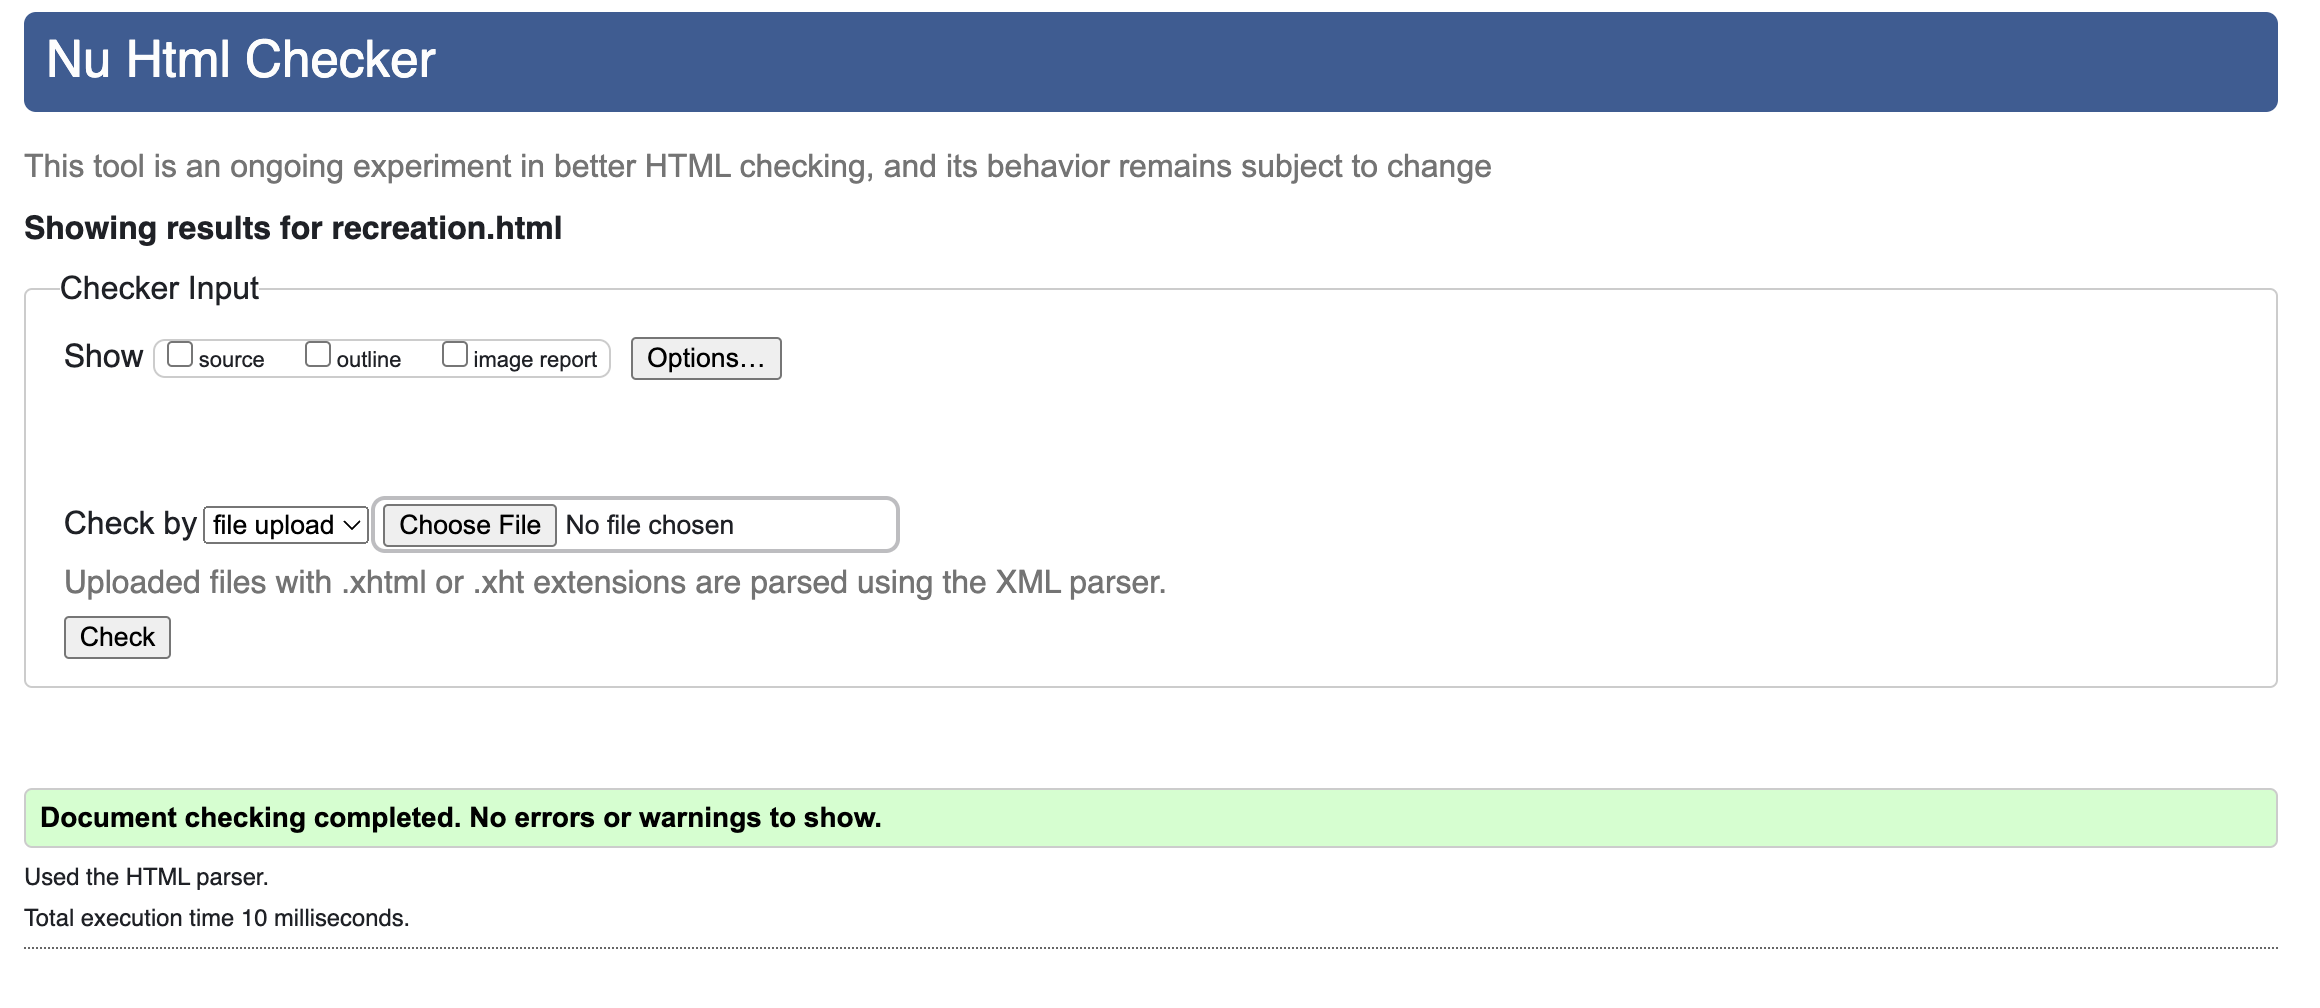 Nu Html Checker
This tool is an ongoing experiment in better HTML checking, and its behavior remains subject to change
Showing results for recreation.html
Checker Input
Show source outline image report Options...
Check by file upload Choose File No file chosen
Uploaded files with .xhtml or .xht extensions are parsed using the XML parser.
Check
Document checking completed. No errors or warnings to show.
Used the HTML parser.
Total execution time 10 milliseconds.